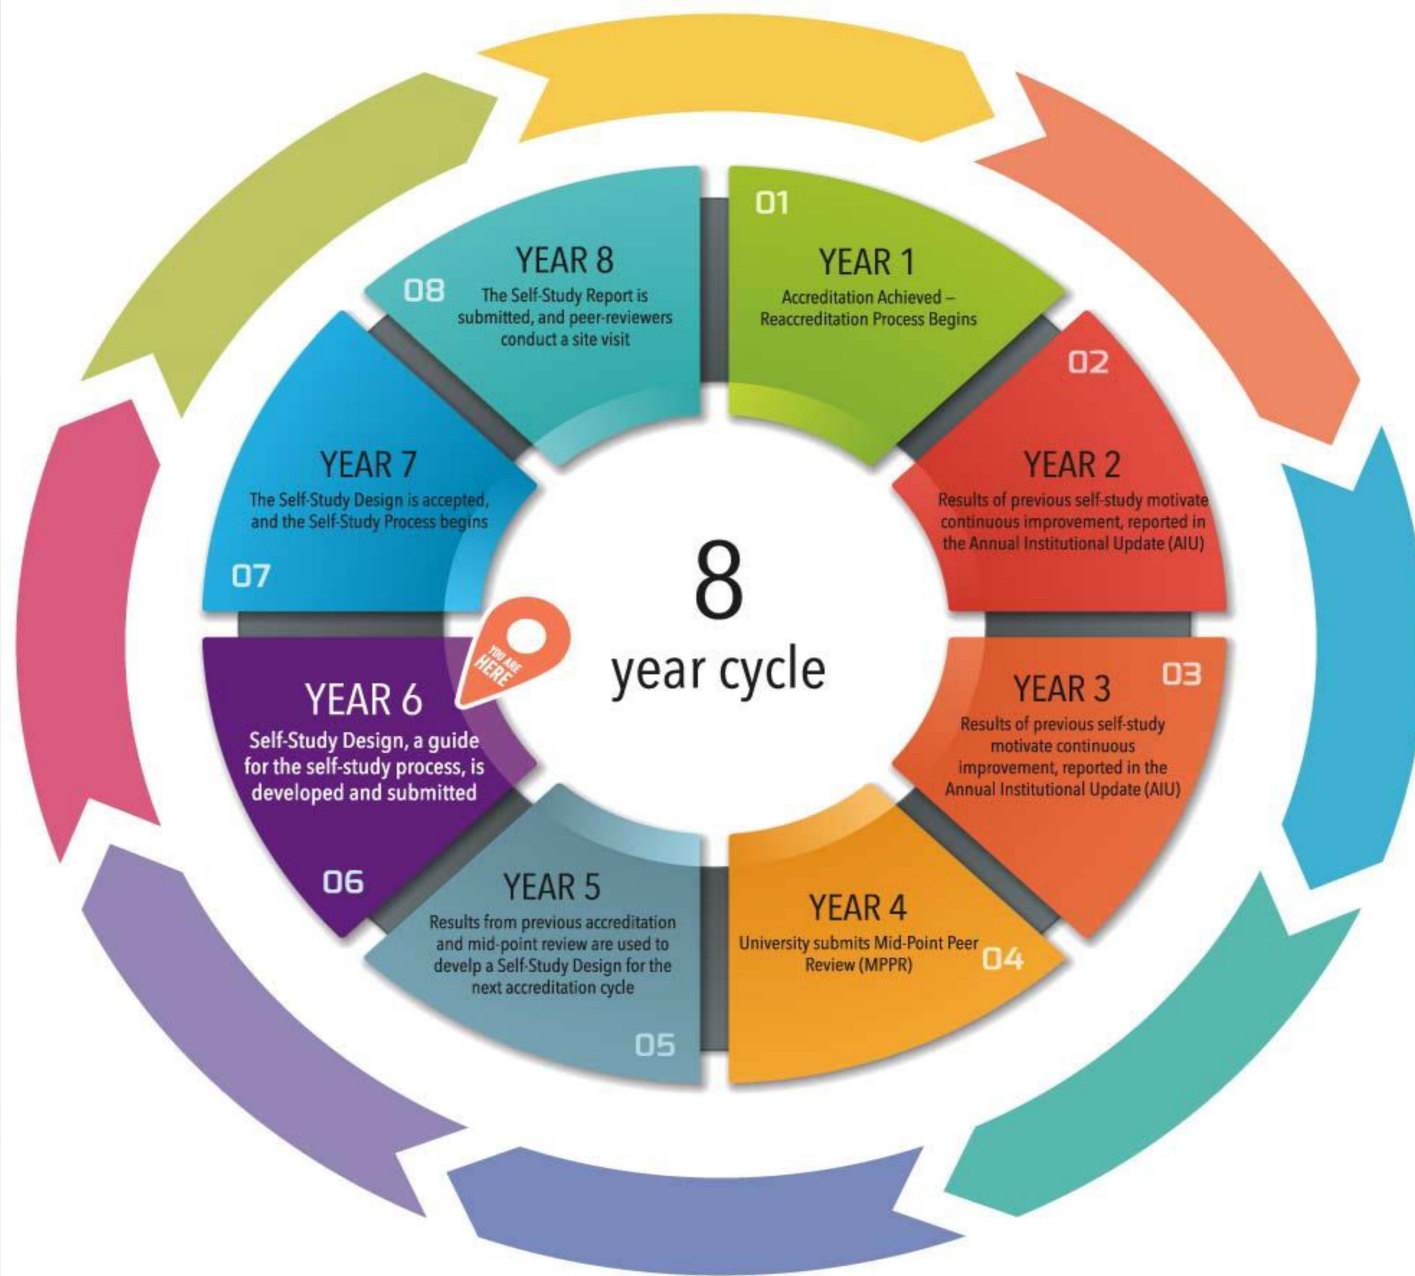 8
year cycle
01
YEAR 1
Accreditation Achieved –
Reaccreditation Process Begins
02
YEAR 2
Results of previous self-study motivate
continuous improvement, reported in
the Annual Institutional Update (AIU)
03
YEAR 3
Results of previous self-study
motivate continuous
improvement, reported in the
Annual Institutional Update (AIU)
YEAR 4
University submits Mid-Point Peer
Review (MPPR)
04
YEAR 5
Results from previous accreditation
and mid-point review are used to
develp a Self-Study Design for the
next accreditation cycle
05
YOU ARE
HERE
YEAR 6
Self-Study Design, a guide
for the self-study process, is
developed and submitted
06
YEAR 7
The Self-Study Design is accepted,
and the Self-Study Process begins
07
YEAR 8
08
The Self-Study Report is
submitted, and peer-reviewers
conduct a site visit